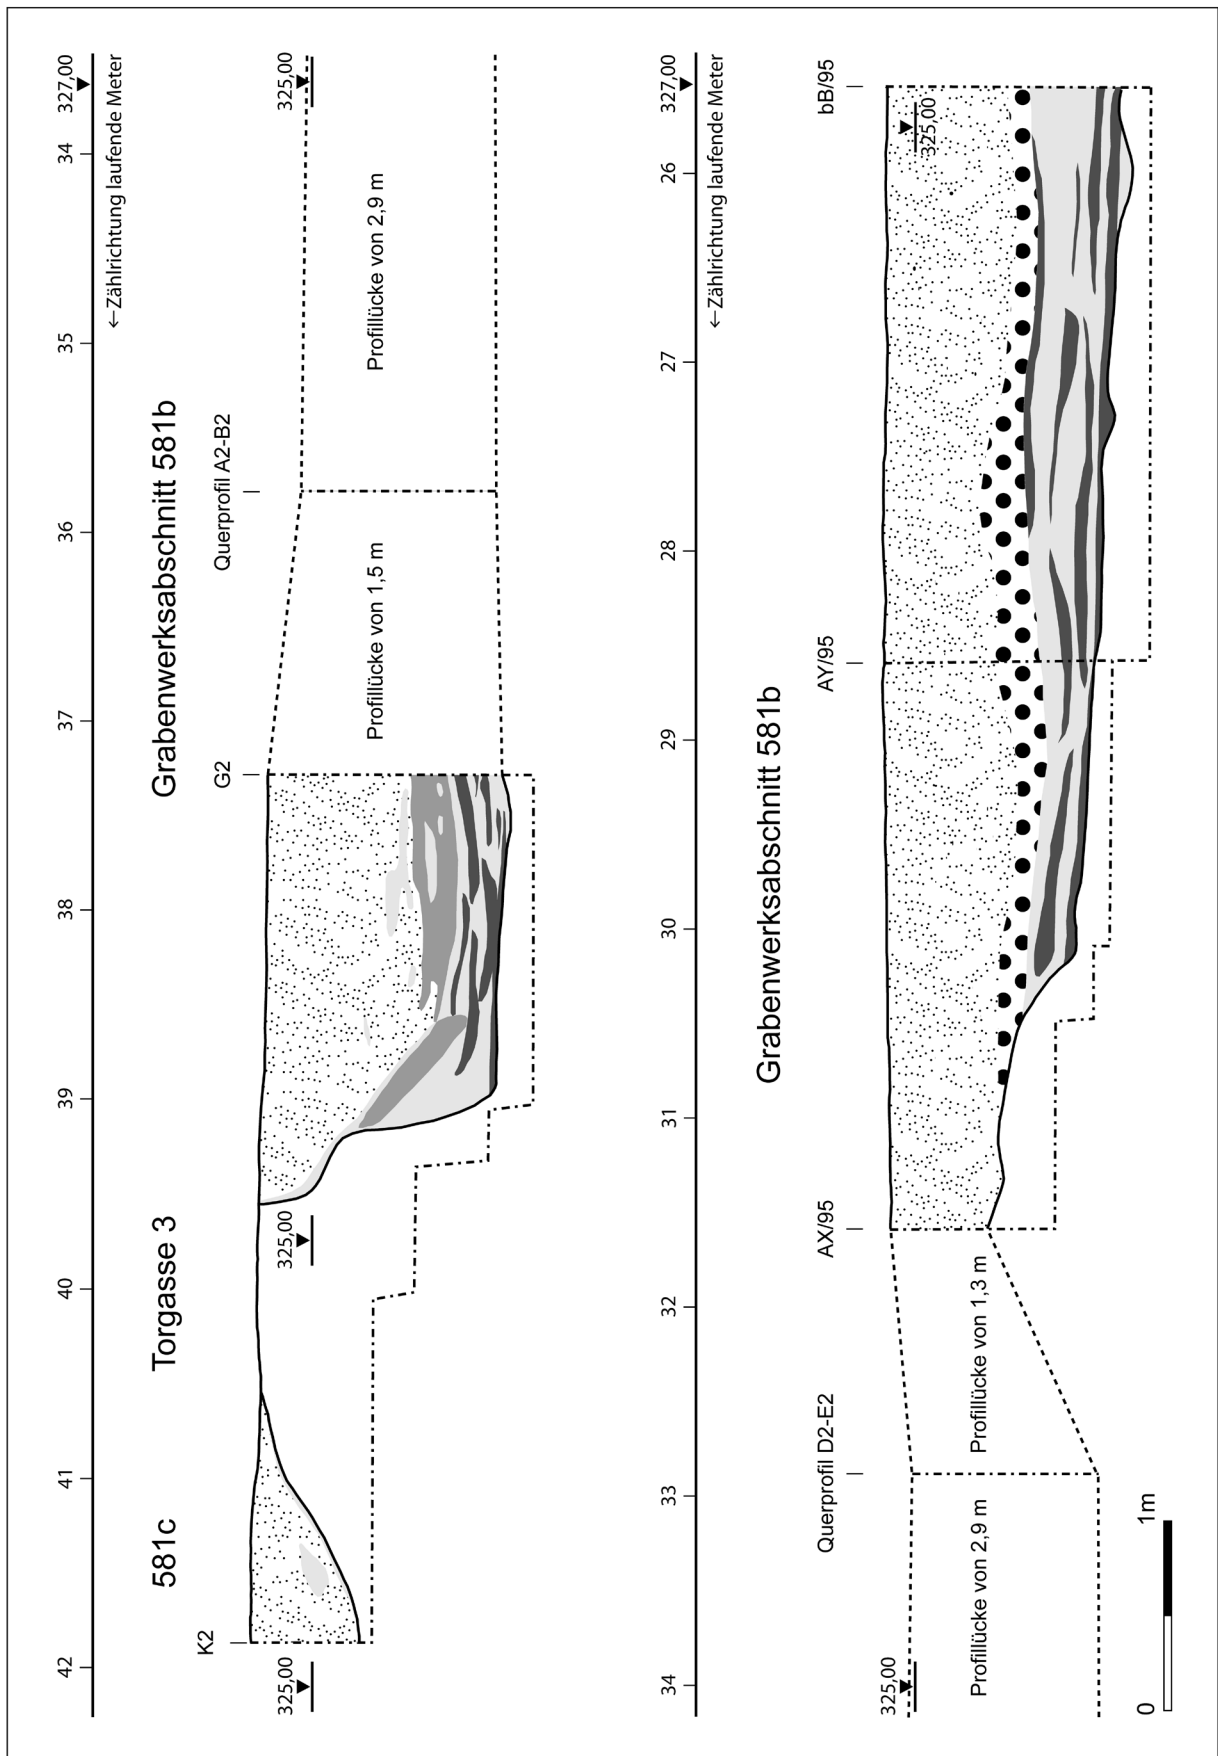 327,00
42
41
40
39
38
37
36
35
34
←Zählrichtung laufende Meter
581c
Torgasse 3
Grabenwerksabschnitt 581b
K2
G2
Querprofil A2-B2
325,00
325,00
325,00
Profillücke von 1,5 m
Profillücke von 2,9 m
327,00
34
33
32
31
30
29
28
27
26
←Zählrichtung laufende Meter
Grabenwerksabschnitt 581b
Querprofil D2-E2
AX/95
AY/95
bB/95
325,00
325,00
Profillücke von 2,9 m
Profillücke von 1,3 m
0
1m